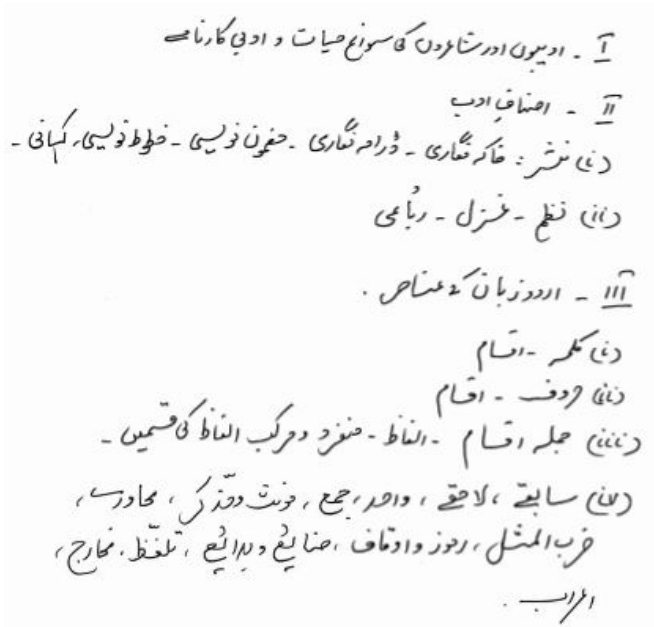 I - ادیبوں اور شاعروں کی سوانح حیات و ادبی کارنامے
II - اصنافِ ادب
(i) نثر : خاکہ نگاری - ڈرامہ نگاری - مضمون نویسی - خطوط نویسی، کہانی -
(ii) نظم - غزل - رباعی
III - اردو زبان کے عناصر .
(i) کلمہ - اقسام
(ii) حروف - اقسام
(iii) جملہ اقسام - الفاظ - منفرد و مرکب الفاظ کی قسمیں -
(iv) سابقے ، لاحقے ، واحد ، جمع ، مونث و مذکر ، محاورے ،
ضرب المثل ، رموز و اوقاف ، صنائع و بدائع ، تلفّظ ، مخارج ،
اعراب .